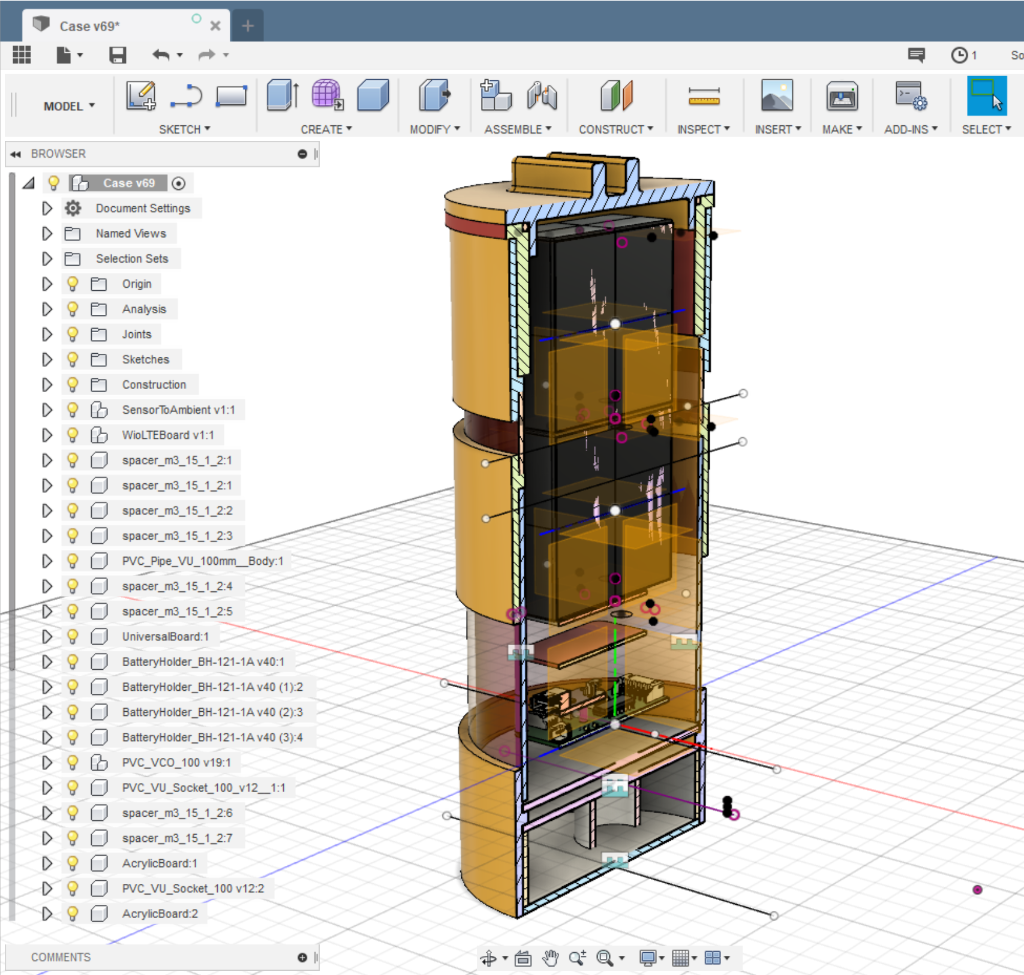 Case v69*
1
So
MODEL
SKETCH
CREATE
MODIFY
ASSEMBLE
CONSTRUCT
INSPECT
INSERT
MAKE
ADD-INS
SELECT
BROWSER
Case v69
Document Settings
Named Views
Selection Sets
Origin
Analysis
Joints
Sketches
Construction
SensorToAmbient v1:1
WioLTEBoard v1:1
spacer_m3_15_1_2:1
spacer_m3_15_1_2:1
spacer_m3_15_1_2:2
spacer_m3_15_1_2:3
PVC_Pipe_VU_100mm__Body:1
spacer_m3_15_1_2:4
spacer_m3_15_1_2:5
UniversalBoard:1
BatteryHolder_BH-121-1A v40:1
BatteryHolder_BH-121-1A v40 (1):2
BatteryHolder_BH-121-1A v40 (2):3
BatteryHolder_BH-121-1A v40 (3):4
PVC_VCO_100 v19:1
PVC_VU_Socket_100_v12__1:1
spacer_m3_15_1_2:6
spacer_m3_15_1_2:7
AcrylicBoard:1
PVC_VU_Socket_100 v12:2
AcrylicBoard:2
COMMENTS